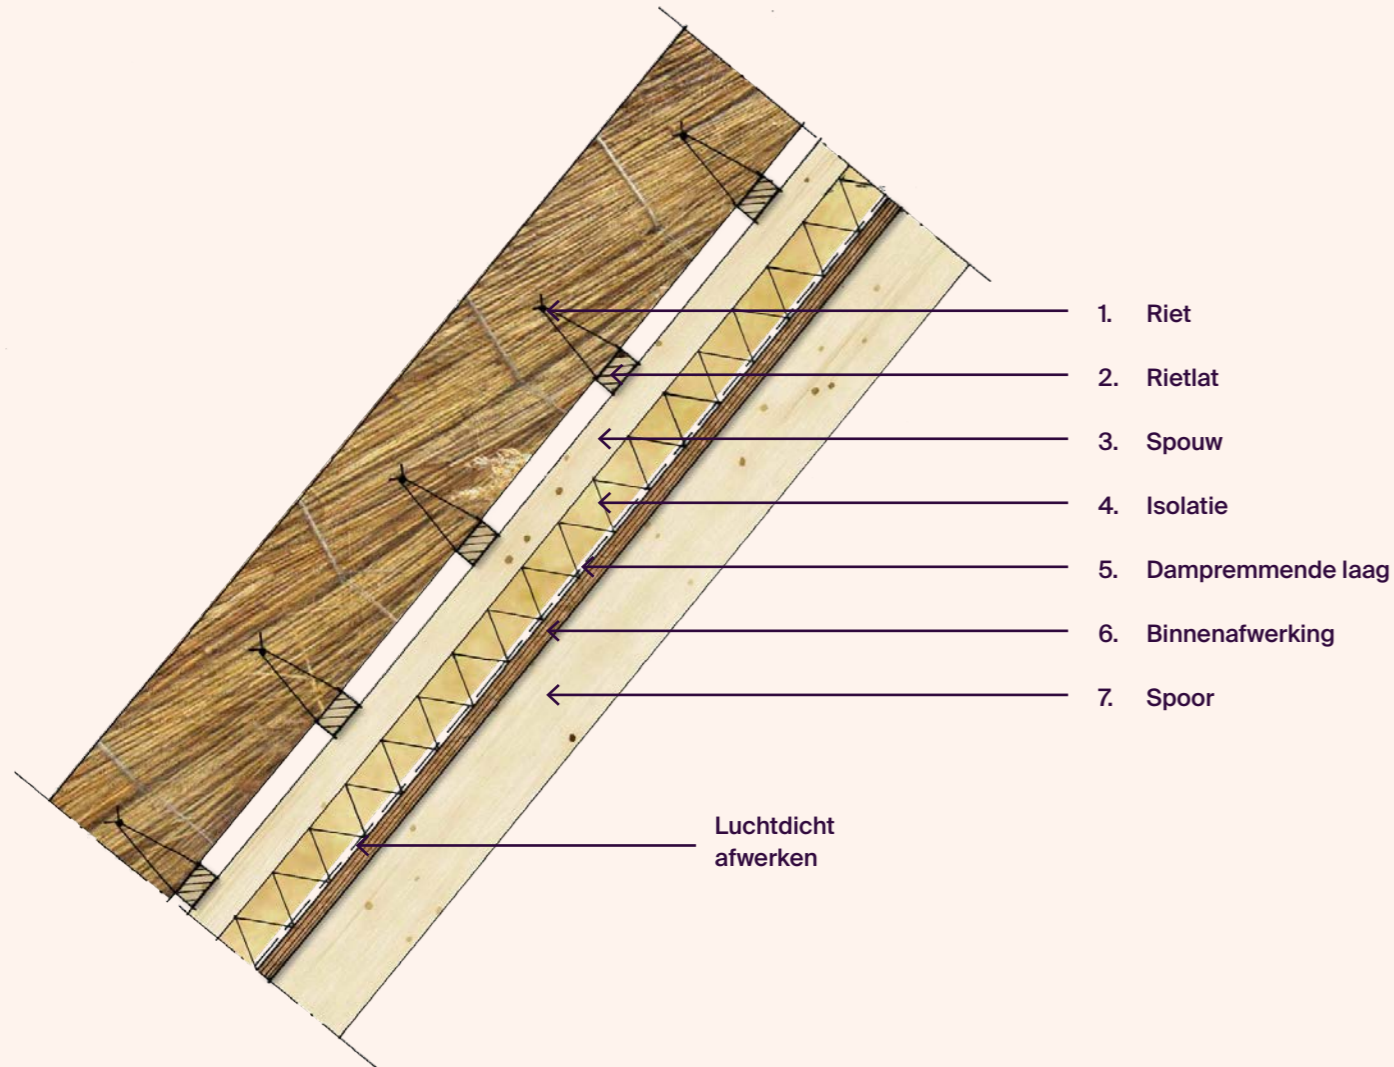 1. Riet
2. Rietlat
3. Spouw
4. Isolatie
5. Dampremmende laag
6. Binnenafwerking
7. Spoor
Luchtdicht
afwerken